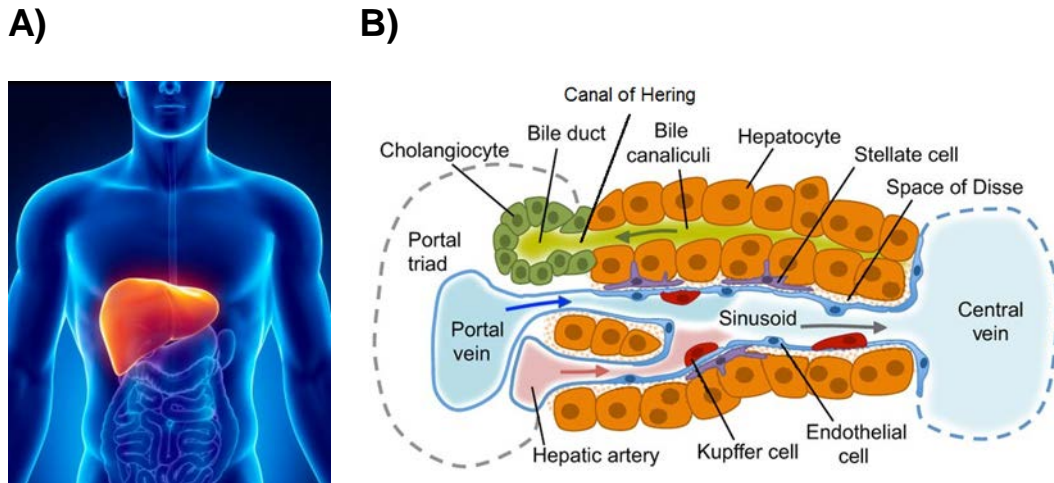 A)
B)
Canal of Hering
Bile duct
Bile
canaliculi
Hepatocyte
Cholangiocyte
Stellate cell
Space of Disse
Portal
triad
Portal
vein
Sinusoid
Central
vein
Hepatic artery
Kupffer cell
Endothelial
cell